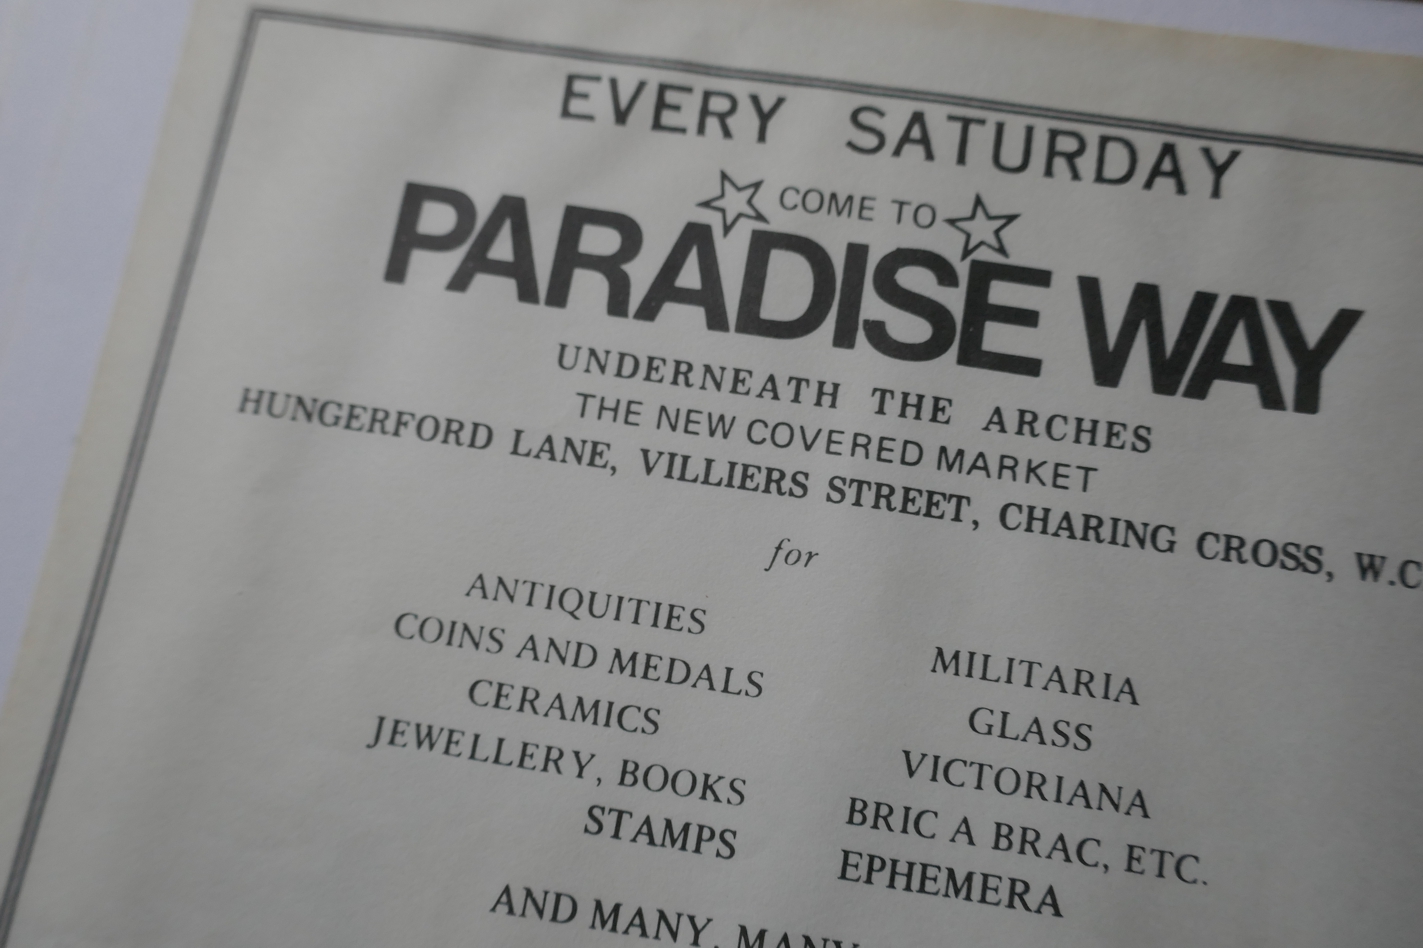 EVERY SATURDAY
COME TO
PARADISE WAY
UNDERNEATH THE ARCHES
THE NEW COVERED MARKET
HUNGERFORD LANE, VILLIERS STREET, CHARING CROSS, W.C
for
ANTIQUITIES
COINS AND MEDALS
CERAMICS
JEWELLERY, BOOKS
STAMPS
MILITARIA
GLASS
VICTORIANA
BRIC A BRAC, ETC.
EPHEMERA
AND MANY, MANY